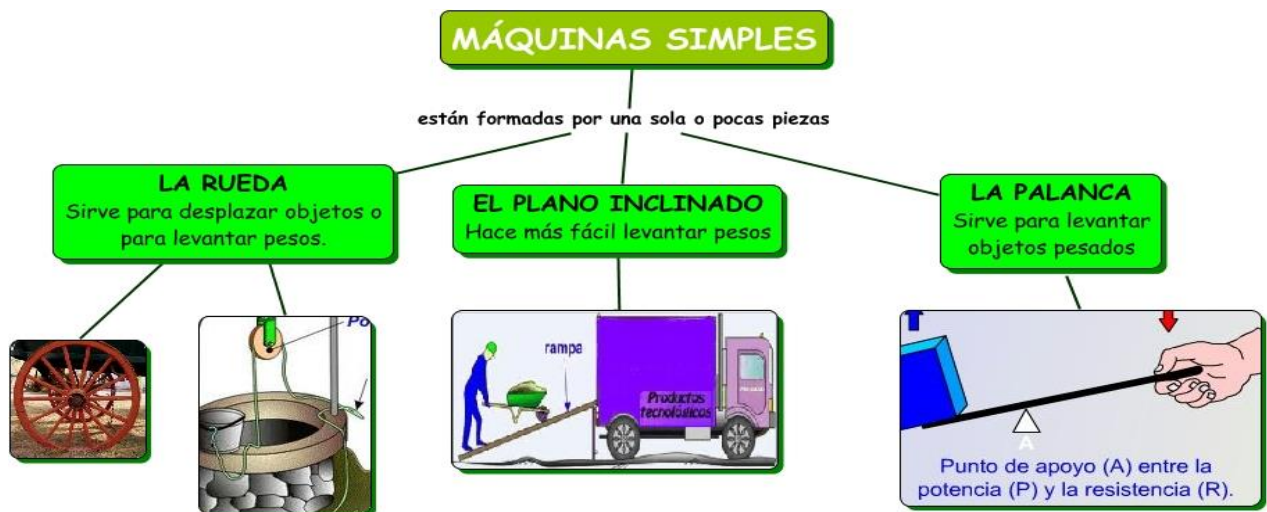 MÁQUINAS SIMPLES
están formadas por una sola o pocas piezas
LA RUEDA
Sirve para desplazar objetos o
para levantar pesos.
EL PLANO INCLINADO
Hace más fácil levantar pesos
LA PALANCA
Sirve para levantar
objetos pesados
Po
rampa
Productos
tecnológicos
A
Punto de apoyo (A) entre la
potencia (P) y la resistencia (R).